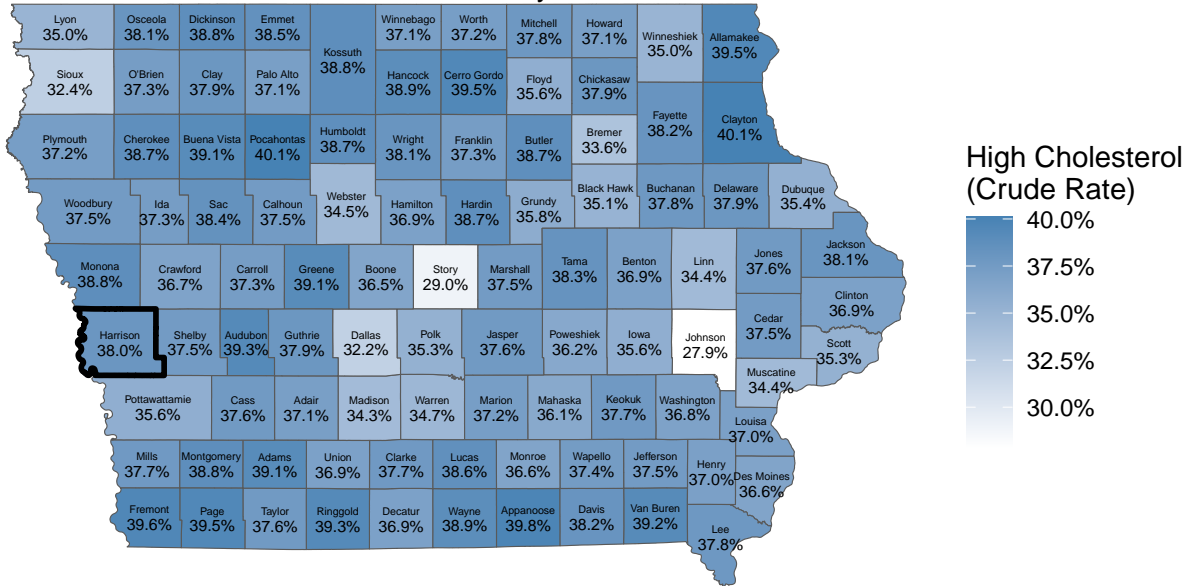 Lyon
35.0%
Osceola
38.1%
Dickinson
38.8%
Emmet
38.5%
Kossuth
38.8%
Winnebago
37.1%
Worth
37.2%
Mitchell
37.8%
Howard
37.1%
Winneshiek
35.0%
Allamakee
39.5%
Sioux
32.4%
O'Brien
37.3%
Clay
37.9%
Palo Alto
37.1%
Hancock
38.9%
Cerro Gordo
39.5%
Floyd
35.6%
Chickasaw
37.9%
Fayette
38.2%
Clayton
40.1%
Plymouth
37.2%
Cherokee
38.7%
Buena Vista
39.1%
Pocahontas
40.1%
Humboldt
38.7%
Wright
38.1%
Franklin
37.3%
Butler
38.7%
Bremer
33.6%
Woodbury
37.5%
Ida
37.3%
Sac
38.4%
Calhoun
37.5%
Webster
34.5%
Hamilton
36.9%
Hardin
38.7%
Grundy
35.8%
Black Hawk
35.1%
Buchanan
37.8%
Delaware
37.9%
Dubuque
35.4%
Monona
38.8%
Crawford
36.7%
Carroll
37.3%
Greene
39.1%
Boone
36.5%
Story
29.0%
Marshall
37.5%
Tama
38.3%
Benton
36.9%
Linn
34.4%
Jones
37.6%
Jackson
38.1%
Clinton
36.9%
Harrison
38.0%
Shelby
37.5%
Audubon
39.3%
Guthrie
37.9%
Dallas
32.2%
Polk
35.3%
Jasper
37.6%
Poweshiek
36.2%
Iowa
35.6%
Johnson
27.9%
Cedar
37.5%
Scott
35.3%
Muscatine
34.4%
Pottawattamie
35.6%
Cass
37.6%
Adair
37.1%
Madison
34.3%
Warren
34.7%
Marion
37.2%
Mahaska
36.1%
Keokuk
37.7%
Washington
36.8%
Louisa
37.0%
Mills
37.7%
Montgomery
38.8%
Adams
39.1%
Union
36.9%
Clarke
37.7%
Lucas
38.6%
Monroe
36.6%
Wapello
37.4%
Jefferson
37.5%
Henry
37.0%
Des Moines
36.6%
Fremont
39.6%
Page
39.5%
Taylor
37.6%
Ringgold
39.3%
Decatur
36.9%
Wayne
38.9%
Appanoose
39.8%
Davis
38.2%
Van Buren
39.2%
Lee
37.8%
High Cholesterol
(Crude Rate)
40.0%
37.5%
35.0%
32.5%
30.0%